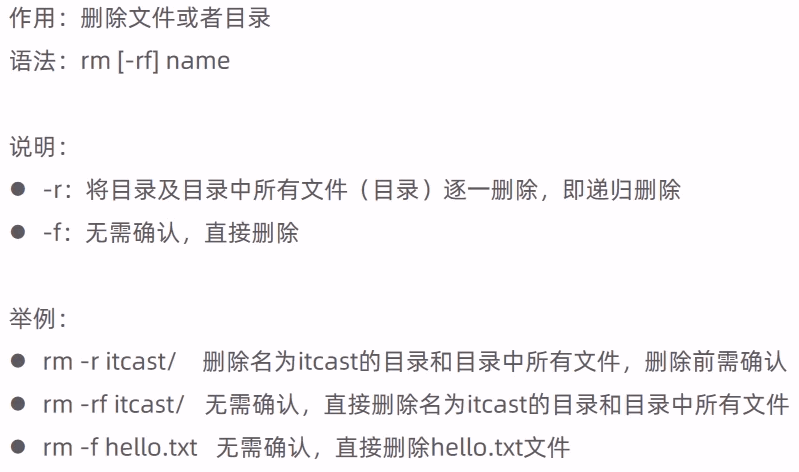 作用：删除文件或者目录
语法：rm [-rf] name
说明：
● -r：将目录及目录中所有文件（目录）逐一删除，即递归删除
● -f：无需确认，直接删除
举例：
● rm -r itcast/ 删除名为itcast的目录和目录中所有文件，删除前需确认
● rm -rf itcast/ 无需确认，直接删除名为itcast的目录和目录中所有文件
● rm -f hello.txt 无需确认，直接删除hello.txt文件